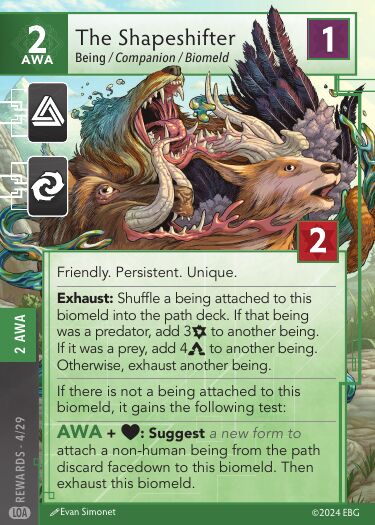 2
AWA
The Shapeshifter
Being / Companion / Biomeld
1
2
Friendly. Persistent. Unique.
Exhaust: Shuffle a being attached to this
biomeld into the path deck. If that being
was a predator, add 3 to another being.
If it was a prey, add 4 to another being.
Otherwise, exhaust another being.
If there is not a being attached to this
biomeld, it gains the following test:
AWA + : Suggest a new form to
attach a non-human being from the path
discard facedown to this biomeld. Then
exhaust this biomeld.
2 AWA
REWARDS - 4/29
LOA
Evan Simonet
©2024 EBG